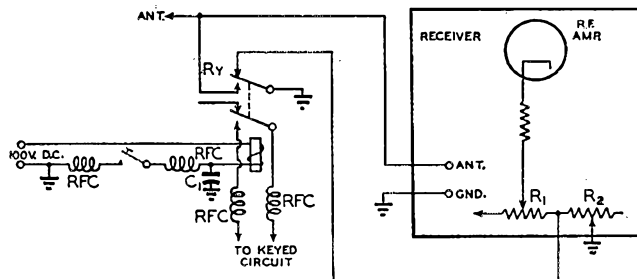 ANT.
RECEIVER
R.F.
AMP.
RY
100V. D.C.
RFC
RFC
C1
RFC
RFC
TO KEYED
CIRCUIT
ANT.
GND.
R1
R2